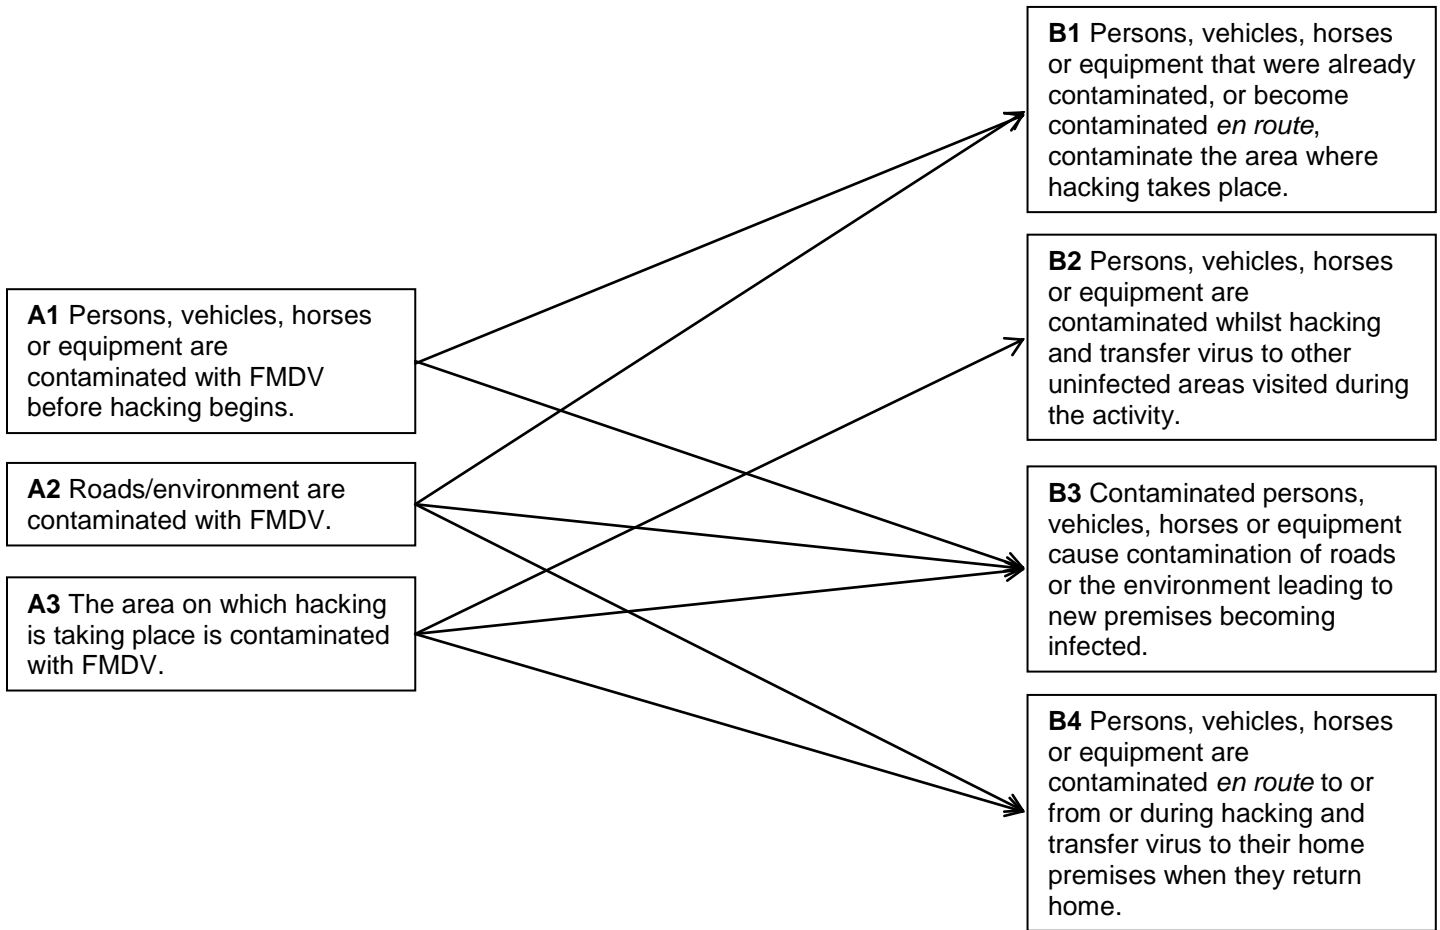 A1 Persons, vehicles, horses
or equipment are
contaminated with FMDV
before hacking begins.
A2 Roads/environment are
contaminated with FMDV.
A3 The area on which hacking
is taking place is contaminated
with FMDV.
B1 Persons, vehicles, horses
or equipment that were already
contaminated, or become
contaminated en route,
contaminate the area where
hacking takes place.
B2 Persons, vehicles, horses
or equipment are
contaminated whilst hacking
and transfer virus to other
uninfected areas visited during
the activity.
B3 Contaminated persons,
vehicles, horses or equipment
cause contamination of roads
or the environment leading to
new premises becoming
infected.
B4 Persons, vehicles, horses
or equipment are
contaminated en route to or
from or during hacking and
transfer virus to their home
premises when they return
home.